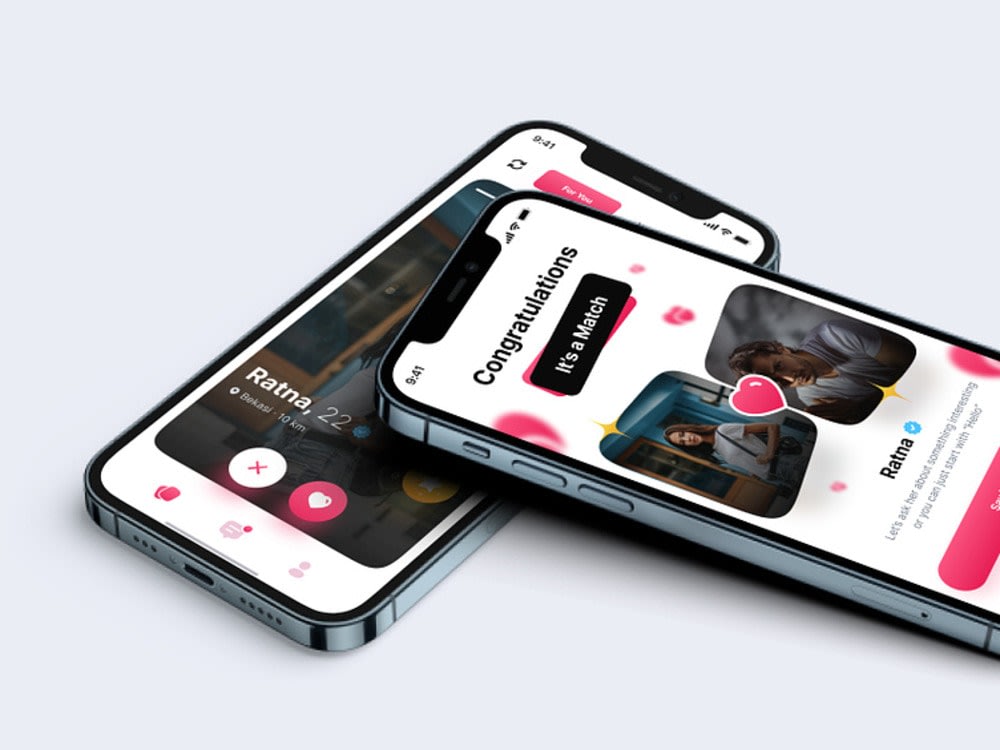 9:41
For You
Ratna, 22
Bekasi : 10 km
9:41
Congratulations
It's a Match
Ratna
Let's ask her about something interesting
or you can just start with "Hello"